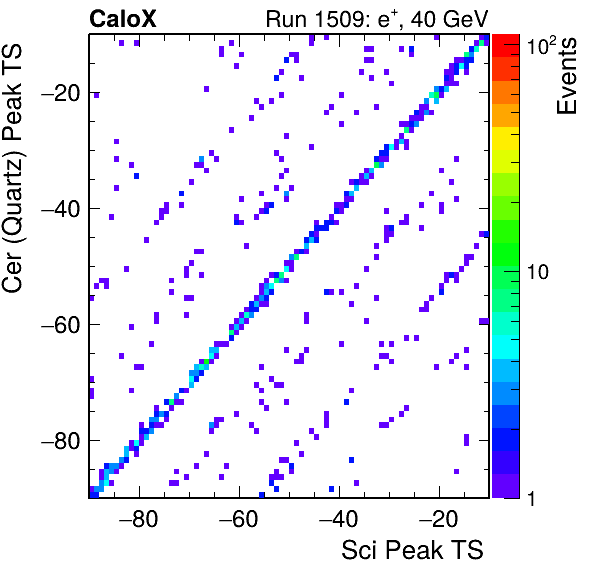 CaloX Run 1509: e+, 40 GeV
Cer (Quartz) Peak TS
−20
−40
−60
−80
−80 −60 −40 −20
Sci Peak TS
Events
10²
10
1